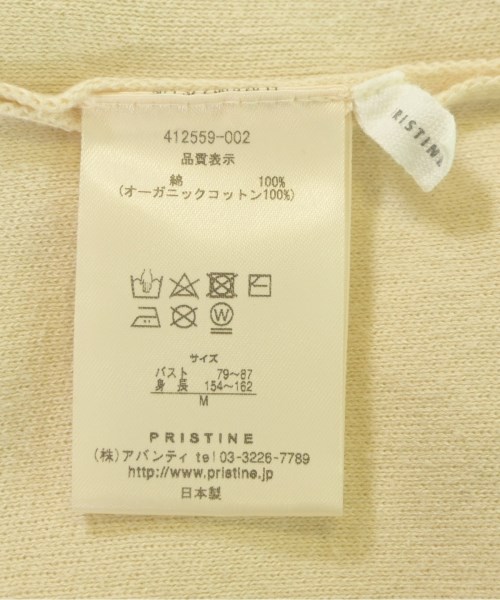 RISTINE
412559-002
品質表示
綿 100%
(オーガニックコットン100%)
W
サイズ
バスト 79～87
身 長 154～162
M
PRISTINE
(株)アバンティ tel 03-3226-7789
http://www.pristine.jp
日本製